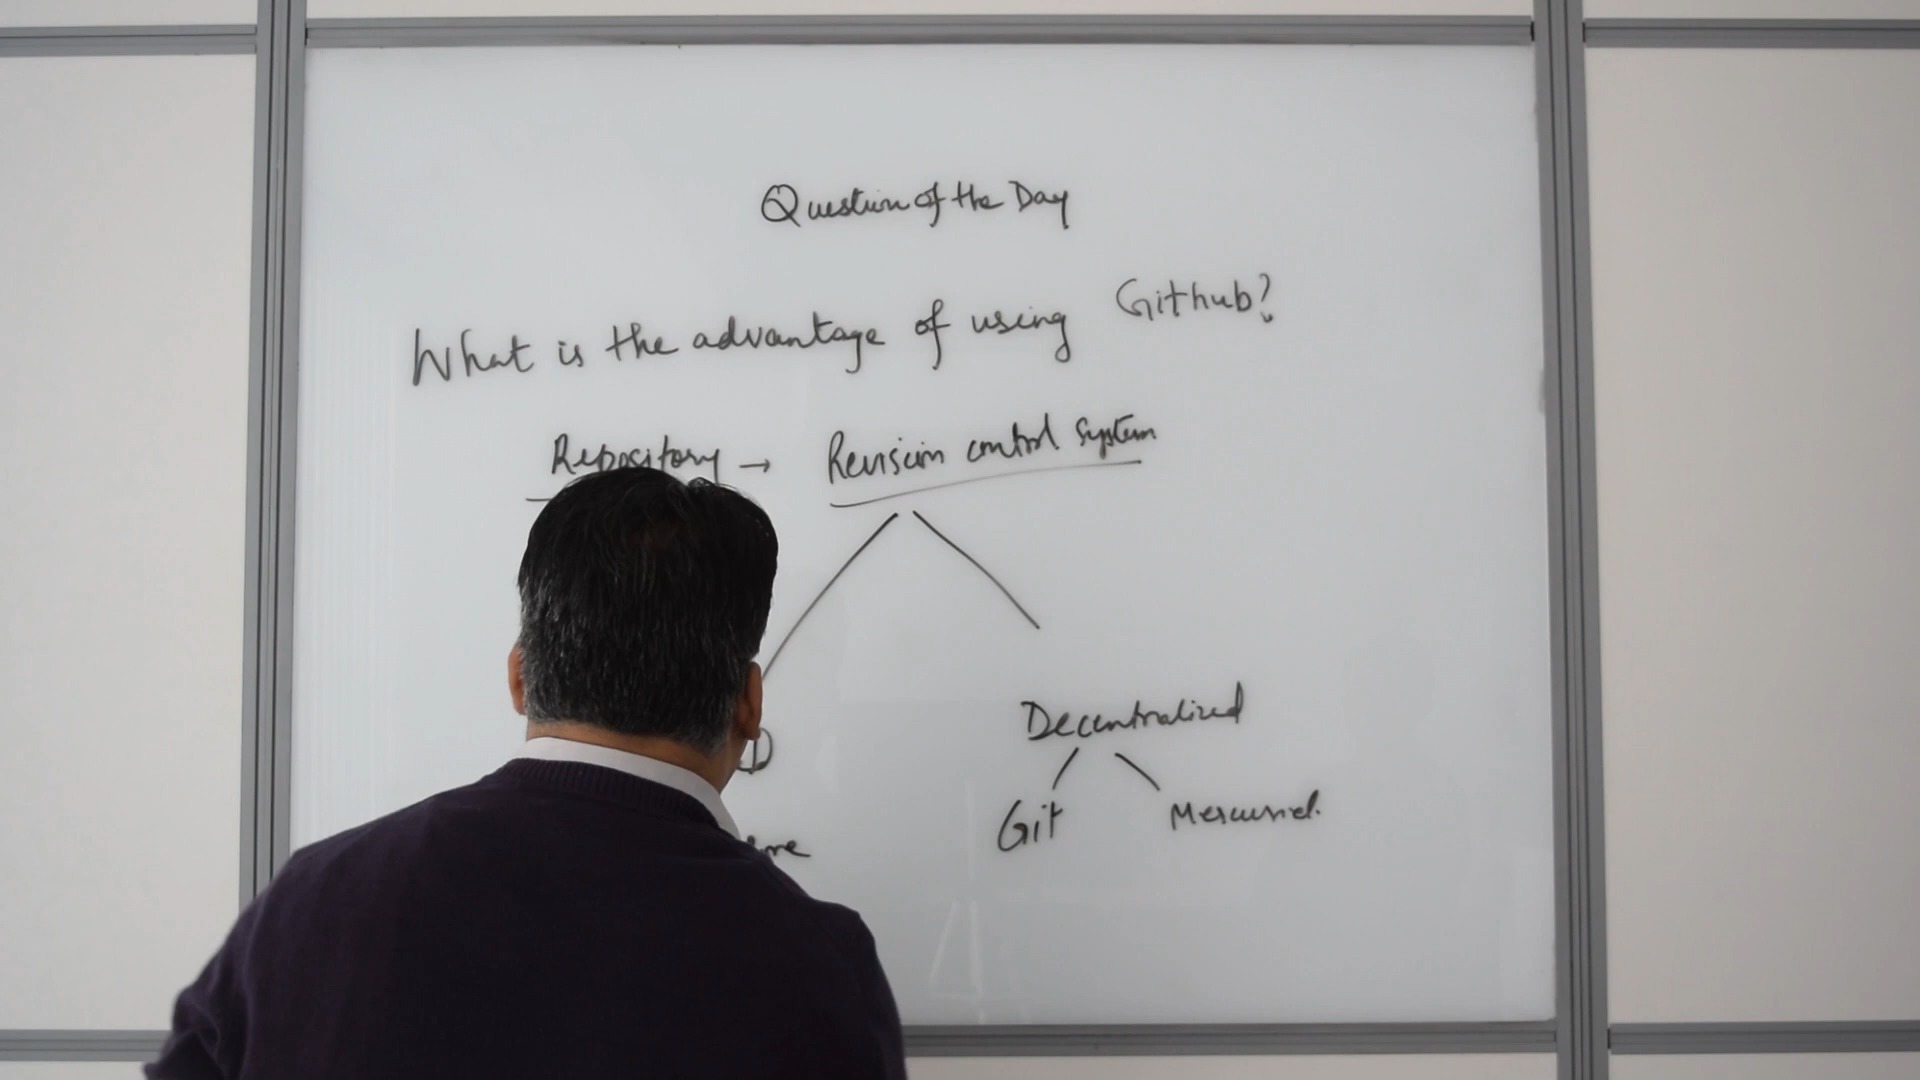 Question of the Day
What is the advantage of using Github?
Repository → Revision control system
Decentralized
Git Mercurial.